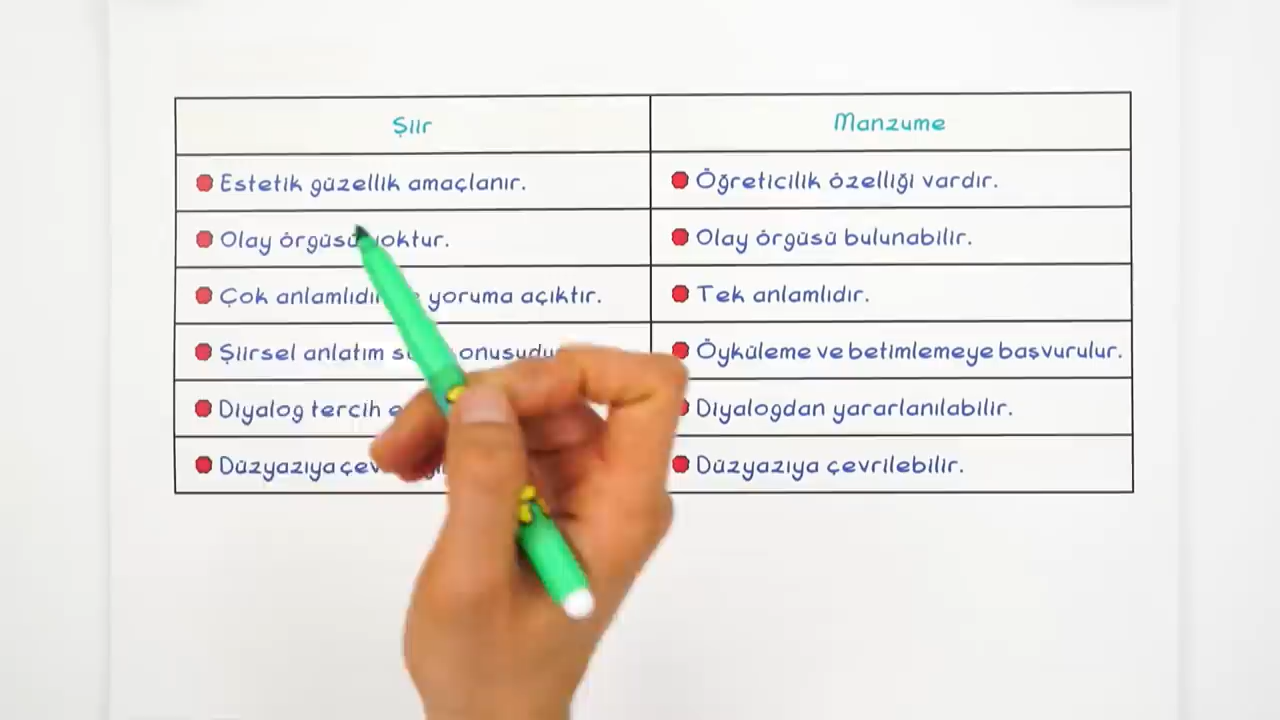 Şiir
Manzume
Estetik güzellik amaçlanır.
Öğreticilik özelliği vardır.
Olay örgüsü yoktur.
Olay örgüsü bulunabilir.
Çok anlamlıdır yoruma açıktır.
Tek anlamlıdır.
Şiirsel anlatım
Öyküleme ve betimlemeye başvurulur.
Diyalog tercih
Diyalogdan yararlanılabilir.
Düzyazıya
Düzyazıya çevrilebilir.